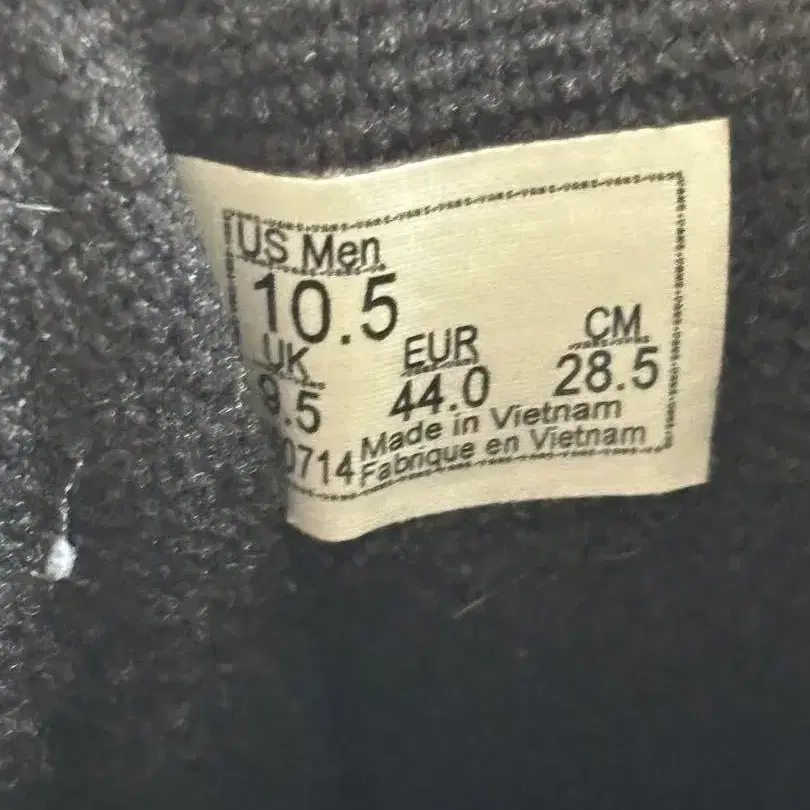 US Men
10.5
UK EUR CM
9.5 44.0 28.5
Made in Vietnam
0714 Fabrique en Vietnam